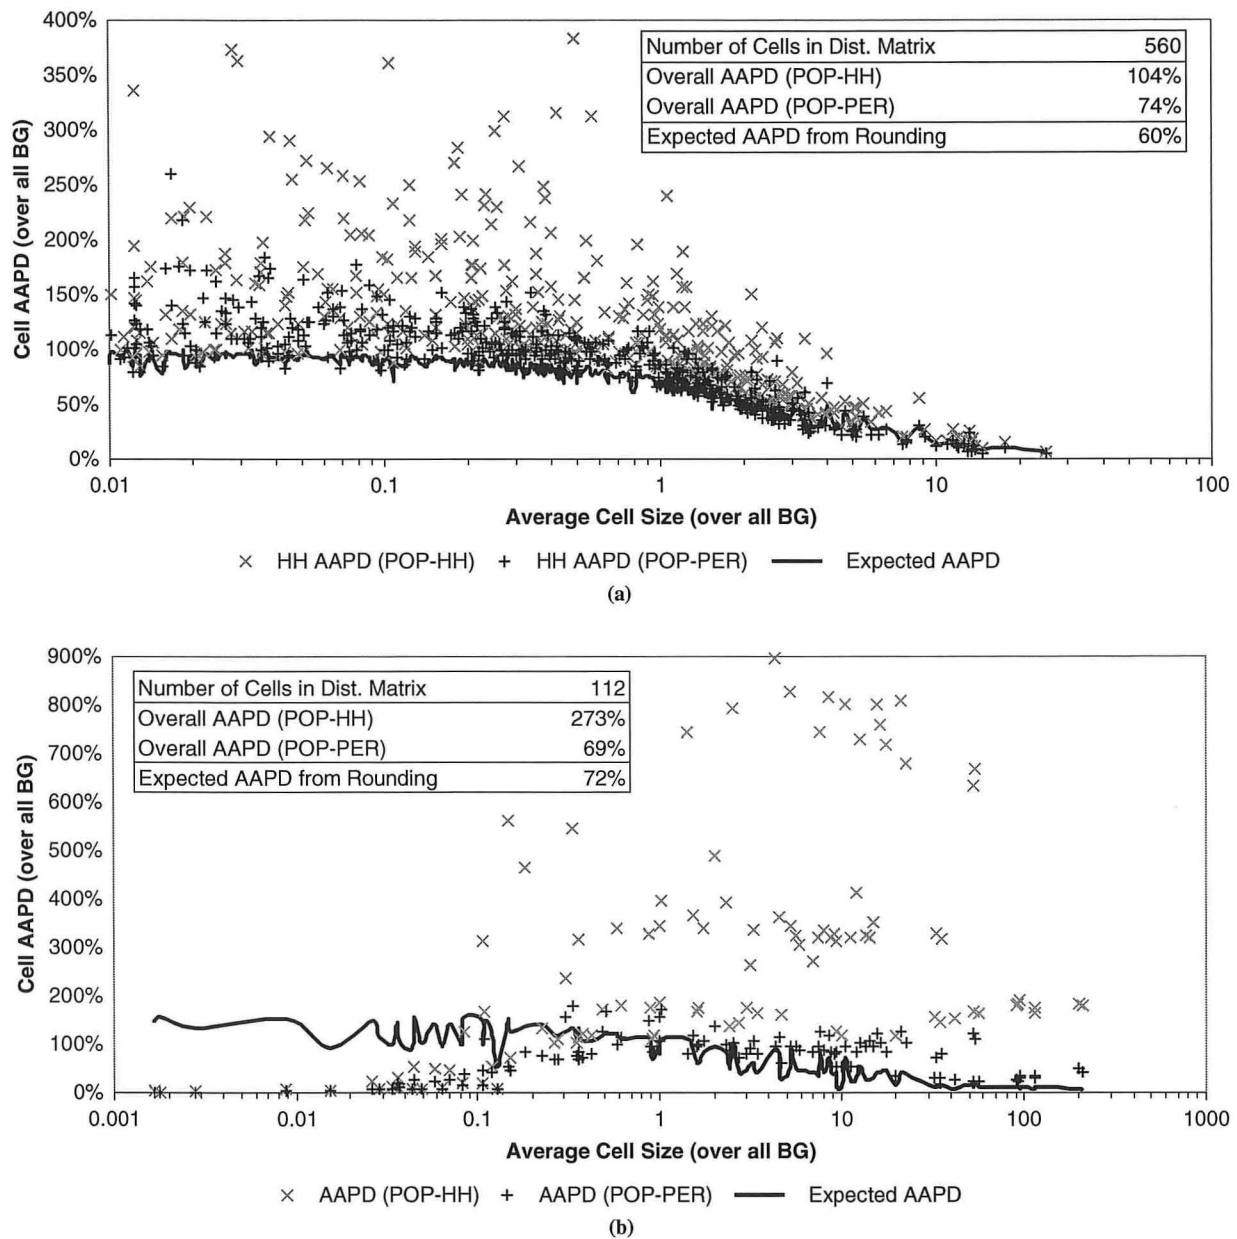 400%
350%
300%
250%
200%
150%
100%
50%
0%
Cell AAPD (over all BG)
Number of Cells in Dist. Matrix 560
Overall AAPD (POP-HH) 104%
Overall AAPD (POP-PER) 74%
Expected AAPD from Rounding 60%
0.01 0.1 1 10 100
Average Cell Size (over all BG)
× HH AAPD (POP-HH) + HH AAPD (POP-PER) Expected AAPD
(a)
900%
800%
700%
600%
500%
400%
300%
200%
100%
0%
Cell AAPD (over all BG)
Number of Cells in Dist. Matrix 112
Overall AAPD (POP-HH) 273%
Overall AAPD (POP-PER) 69%
Expected AAPD from Rounding 72%
0.001 0.01 0.1 1 10 100 1000
Average Cell Size (over all BG)
× AAPD (POP-HH) + AAPD (POP-PER) Expected AAPD
(b)